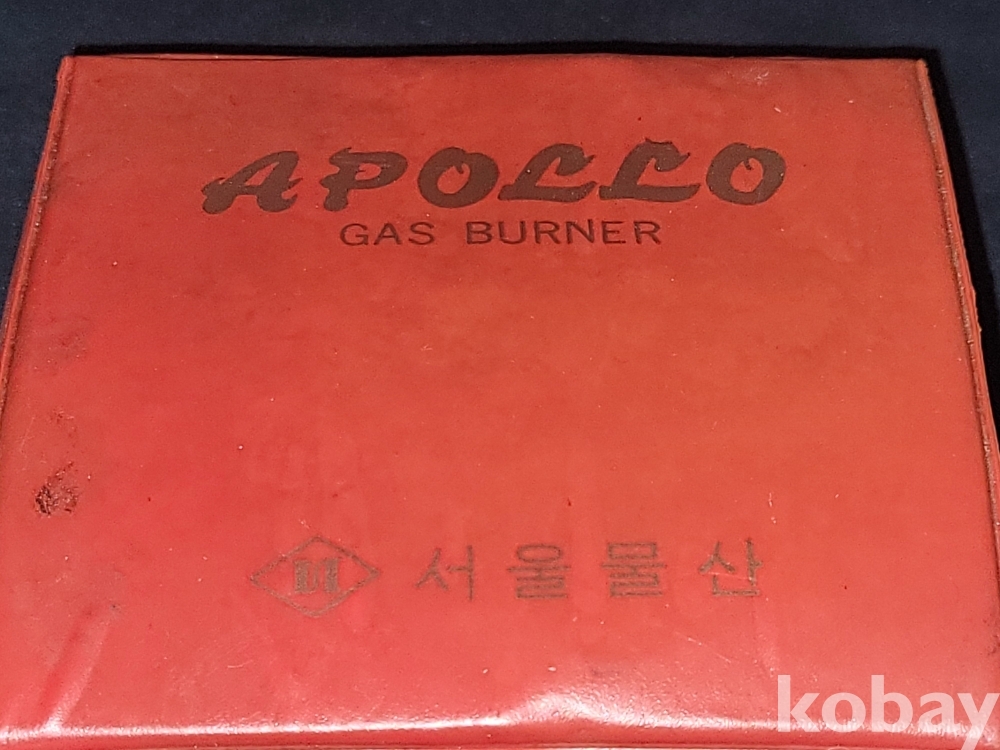 APOLLO
GAS BURNER
서울물산
kobay